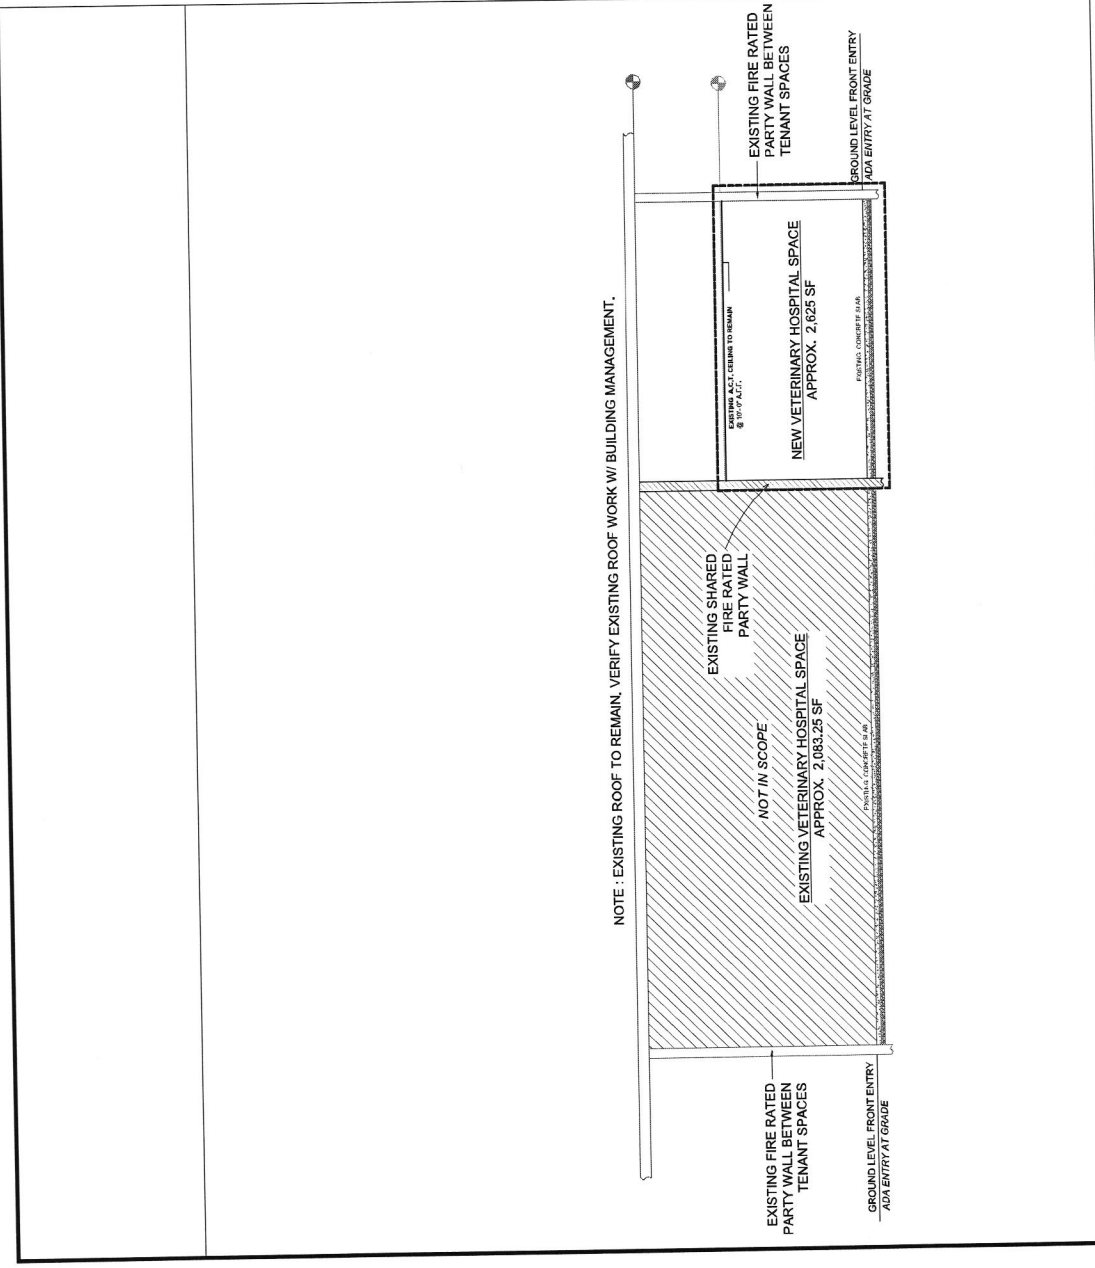 NOTE : EXISTING ROOF TO REMAIN, VERIFY EXISTING ROOF WORK W/ BUILDING MANAGEMENT.
EXISTING FIRE RATED
PARTY WALL BETWEEN
TENANT SPACES
GROUND LEVEL FRONT ENTRY
ADA ENTRY AT GRADE
EXISTING SHARED
FIRE RATED
PARTY WALL
NOT IN SCOPE
EXISTING VETERINARY HOSPITAL SPACE
APPROX. 2,083.25 SF
EXISTING CONCRETE SLAB
EXISTING A.C.T. CEILING TO REMAIN
@ 10'-0" A.F.F.
NEW VETERINARY HOSPITAL SPACE
APPROX. 2,625 SF
EXISTING CONCRETE SLAB
EXISTING FIRE RATED
PARTY WALL BETWEEN
TENANT SPACES
GROUND LEVEL FRONT ENTRY
ADA ENTRY AT GRADE